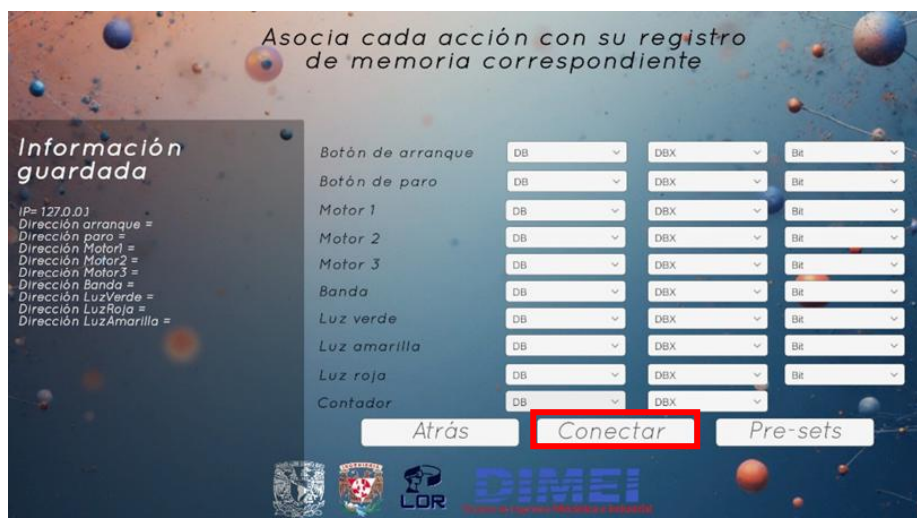 Asocia cada acción con su registro
de memoria correspondiente
Información
guardada
IP= 127.0.0.1
Dirección arranque =
Dirección paro =
Dirección Motor1 =
Dirección Motor2 =
Dirección Motor3 =
Dirección Banda =
Dirección LuzVerde =
Dirección LuzRoja =
Dirección LuzAmarilla =
Botón de arranque DB DBX Bit
Botón de paro DB DBX Bit
Motor 1 DB DBX Bit
Motor 2 DB DBX Bit
Motor 3 DB DBX Bit
Banda DB DBX Bit
Luz verde DB DBX Bit
Luz amarilla DB DBX Bit
Luz roja DB DBX Bit
Contador DB DBX
Atrás Conectar Pre-sets
LDR DIMEI